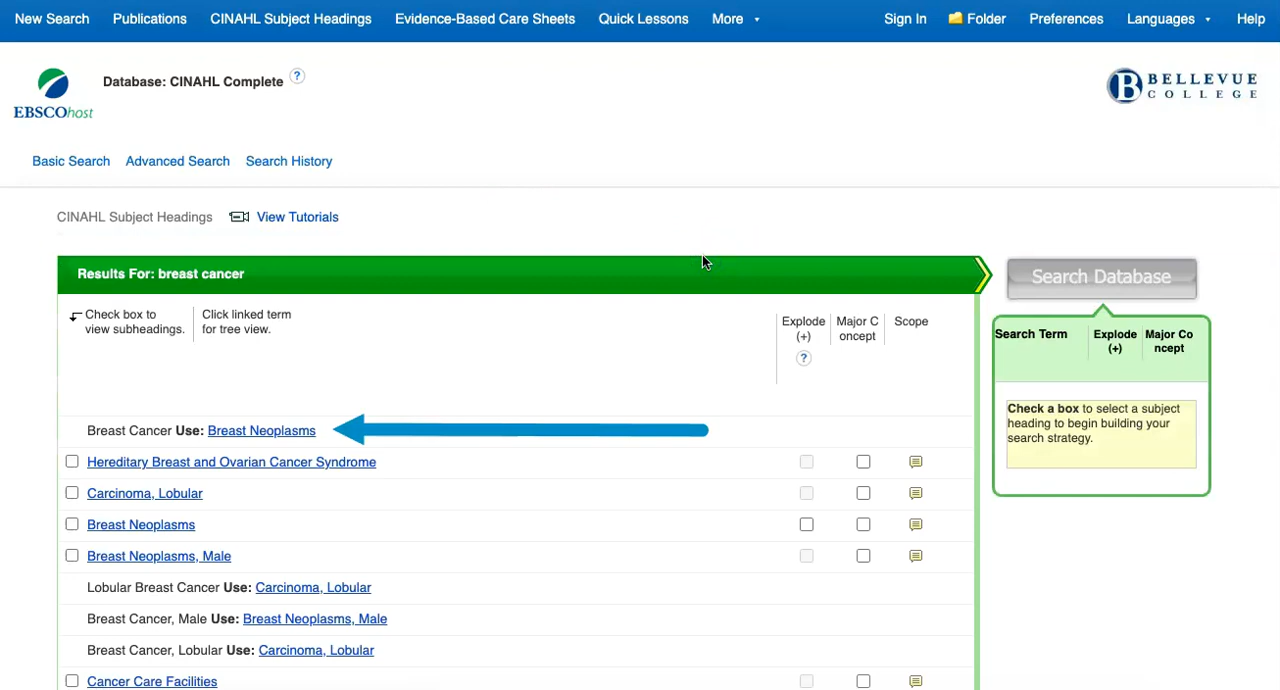 New Search Publications CINAHL Subject Headings Evidence-Based Care Sheets Quick Lessons More Sign In Folder Preferences Languages Help
EBSCOhost
Database: CINAHL Complete ?
B BELLEVUE
COLLEGE
Basic Search Advanced Search Search History
CINAHL Subject Headings View Tutorials
Results For: breast cancer
Check box to
view subheadings.
Click linked term
for tree view.
Explode
(+)
?
Major C
oncept
Scope
Breast Cancer Use: Breast Neoplasms
Hereditary Breast and Ovarian Cancer Syndrome
Carcinoma, Lobular
Breast Neoplasms
Breast Neoplasms, Male
Lobular Breast Cancer Use: Carcinoma, Lobular
Breast Cancer, Male Use: Breast Neoplasms, Male
Breast Cancer, Lobular Use: Carcinoma, Lobular
Cancer Care Facilities
Search Database
Search Term
Explode
(+)
Major Co
ncept
Check a box to select a subject
heading to begin building your
search strategy.